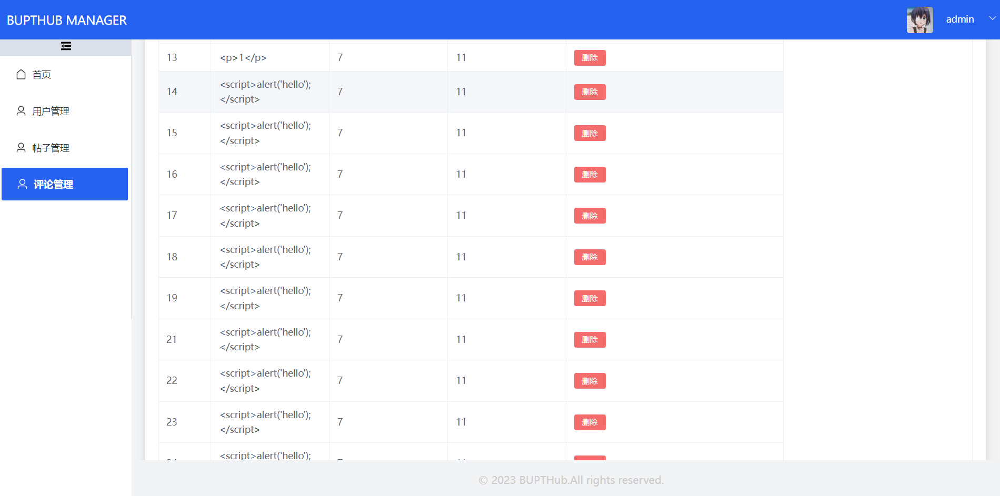 BUPTHUB MANAGER
admin
首页
用户管理
帖子管理
评论管理
13 <p>1</p> 7 11 删除
14 <script>alert('hello'); 7 11 删除
</script>
15 <script>alert('hello'); 7 11 删除
</script>
16 <script>alert('hello'); 7 11 删除
</script>
17 <script>alert('hello'); 7 11 删除
</script>
18 <script>alert('hello'); 7 11 删除
</script>
19 <script>alert('hello'); 7 11 删除
</script>
21 <script>alert('hello'); 7 11 删除
</script>
22 <script>alert('hello'); 7 11 删除
</script>
23 <script>alert('hello'); 7 11 删除
</script>
<script>alert('hello');
© 2023 BUPTHub.All rights reserved.